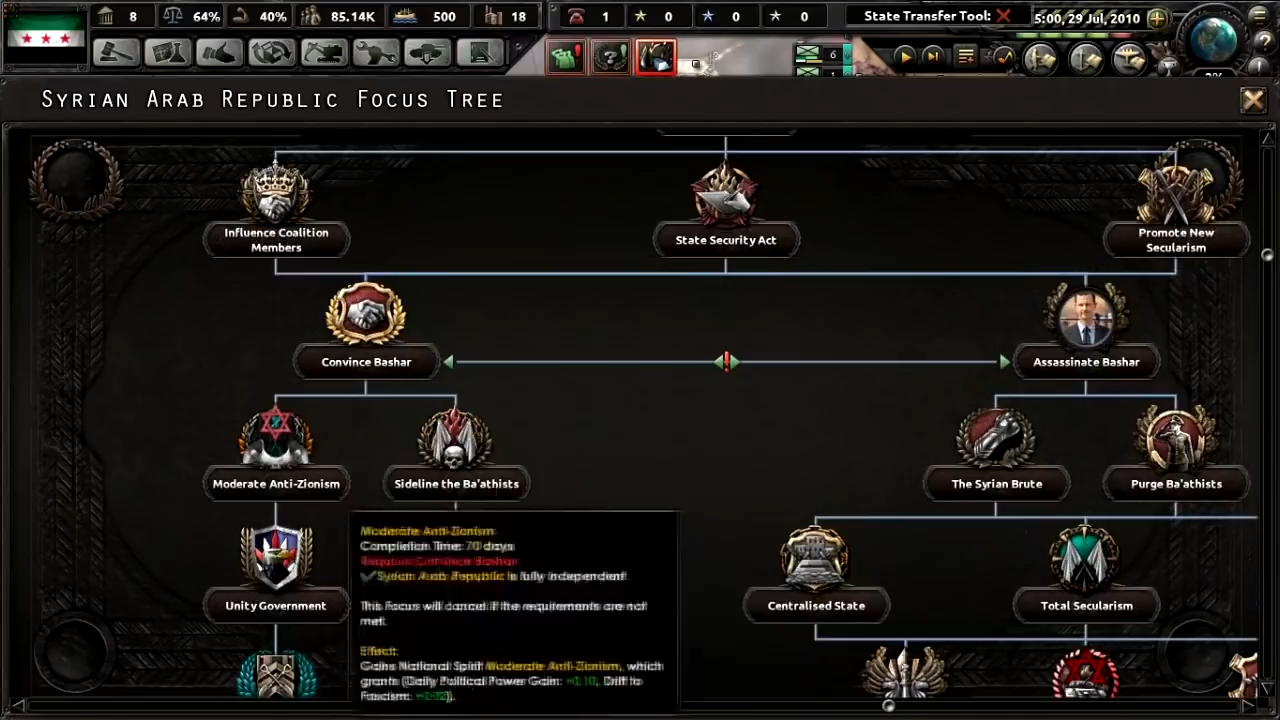 8
64%
40%
85.14K
500
18
1
0
0
0
State Transfer Tool:
5:00, 29 Jul, 2010
6
SYRIAN ARAB REPUBLIC FOCUS TREE
Influence Coalition
Members
State Security Act
Promote New
Secularism
Convince Bashar
Assassinate Bashar
Moderate Anti-Zionism
Sideline the Ba'athists
The Syrian Brute
Purge Ba'athists
Moderate Anti-Zionism
Completion Time: 70 days
Requires Convince Bashar
Syrian Arab Republic is fully independent
This Focus will cancel if the requirements are not
met.
Effect:
Gains National Spirit Moderate Anti-Zionism, which
grants (Daily Political Power Gain: +0.10, Drift to
Fascism:
Unity Government
Centralised State
Total Secularism